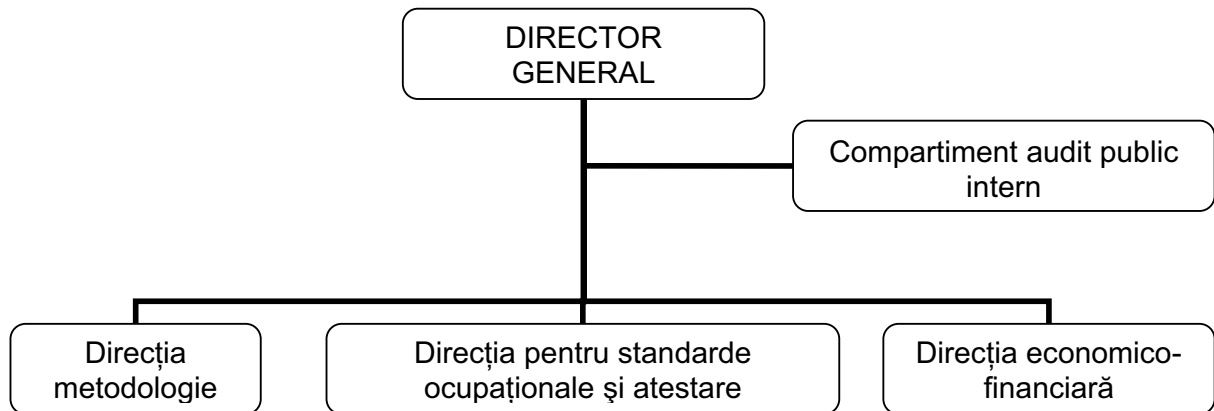 DIRECTOR
GENERAL
Compartiment audit public
intern
Direcția
metodologie
Direcția pentru standarde
ocupaționale şi atestare
Direcția economico-
financiară